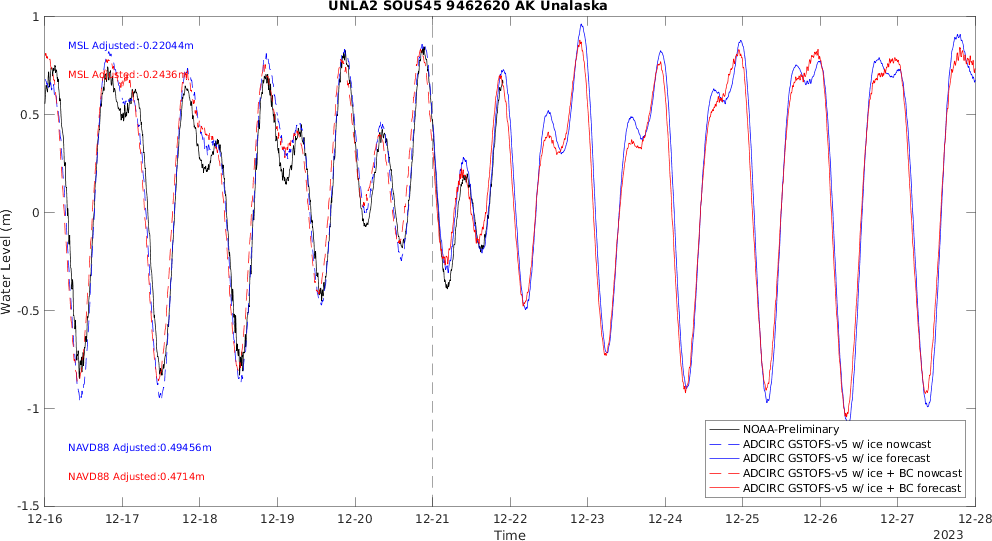 UNLA2 SOUS45 9462620 AK Unalaska
MSL Adjusted:-0.22044m
MSL Adjusted:-0.2436m
NAVD88 Adjusted:0.49456m
NAVD88 Adjusted:0.4714m
Water Level (m)
1
0.5
0
-0.5
-1
-1.5
NOAA-Preliminary
ADCIRC GSTOFS-v5 w/ ice nowcast
ADCIRC GSTOFS-v5 w/ ice forecast
ADCIRC GSTOFS-v5 w/ ice + BC nowcast
ADCIRC GSTOFS-v5 w/ ice + BC forecast
12-16 12-17 12-18 12-19 12-20 12-21 12-22 12-23 12-24 12-25 12-26 12-27 12-28
Time
2023